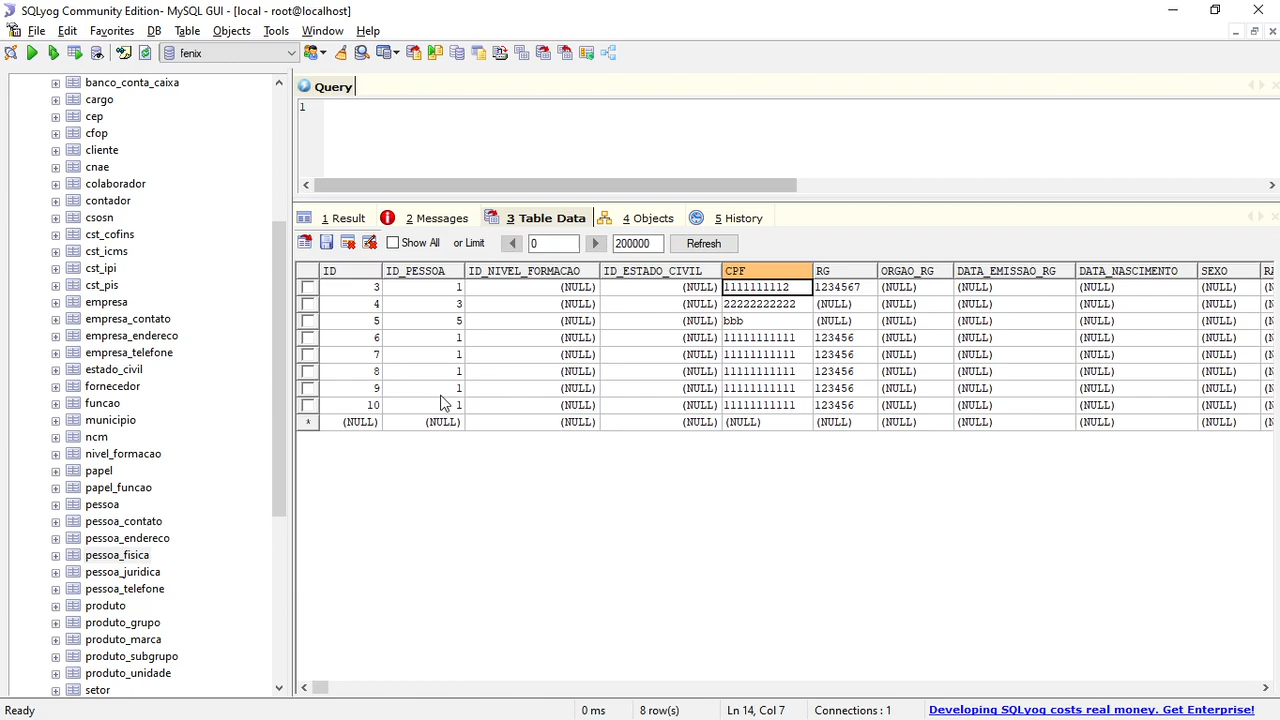 SQLyog Community Edition- MySQL GUI - [local - root@localhost]
File Edit Favorites DB Table Objects Tools Window Help
fenix
banco_conta_caixa
cargo
cep
cfop
cliente
cnae
colaborador
contador
csosn
cst_cofins
cst_icms
cst_ipi
cst_pis
empresa
empresa_contato
empresa_endereco
empresa_telefone
estado_civil
fornecedor
funcao
municipio
ncm
nivel_formacao
papel
papel_funcao
pessoa
pessoa_contato
pessoa_endereco
pessoa_fisica
pessoa_juridica
pessoa_telefone
produto
produto_grupo
produto_marca
produto_subgrupo
produto_unidade
setor
Query
1
1 Result 2 Messages 3 Table Data 4 Objects 5 History
Show All or Limit 0 200000 Refresh
ID ID_PESSOA ID_NIVEL_FORMACAO ID_ESTADO_CIVIL CPF RG ORGAO_RG DATA_EMISSAO_RG DATA_NASCIMENTO SEXO RA
3 1 (NULL) (NULL) 1111111112 1234567 (NULL) (NULL) (NULL) (NULL) (N
4 3 (NULL) (NULL) 22222222222 (NULL) (NULL) (NULL) (NULL) (NULL) (N
5 5 (NULL) (NULL) bbb (NULL) (NULL) (NULL) (NULL) (NULL) (N
6 1 (NULL) (NULL) 11111111111 123456 (NULL) (NULL) (NULL) (NULL) (N
7 1 (NULL) (NULL) 11111111111 123456 (NULL) (NULL) (NULL) (NULL) (N
8 1 (NULL) (NULL) 11111111111 123456 (NULL) (NULL) (NULL) (NULL) (N
9 1 (NULL) (NULL) 11111111111 123456 (NULL) (NULL) (NULL) (NULL) (N
10 1 (NULL) (NULL) 11111111111 123456 (NULL) (NULL) (NULL) (NULL) (N
* (NULL) (NULL) (NULL) (NULL) (NULL) (NULL) (NULL) (NULL) (NULL) (NULL) (N
Ready 0 ms 8 row(s) Ln 14, Col 7 Connections : 1 Developing SQLyog costs real money. Get Enterprise!